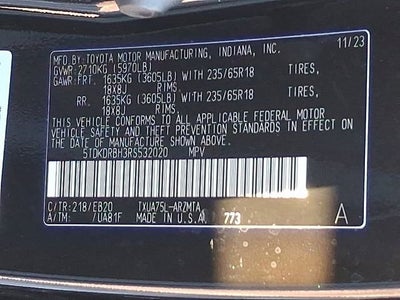 MFD.BY:TOYOTA MOTOR MANUFACTURING, INDIANA, INC.
11/23
GVWR:2710KG (5970LB)
GAWR:FRT. 1635KG (3605LB) WITH 235/65R18 TIRES,
18X8J RIMS,
RR. 1635KG (3605LB) WITH 235/65R18 TIRES,
18X8J RIMS.
THIS VEHICLE CONFORMS TO ALL APPLICABLE FEDERAL MOTOR
VEHICLE SAFETY AND THEFT PREVENTION STANDARDS IN EFFECT ON
THE DATE OF MANUFACTURE SHOWN ABOVE.
5TDKDRBH3RS532020 MPV
C/TR:218/EB20 TXUA75L-ARZMTA
A/TM: /UA81F MADE IN U.S.A. 773 A